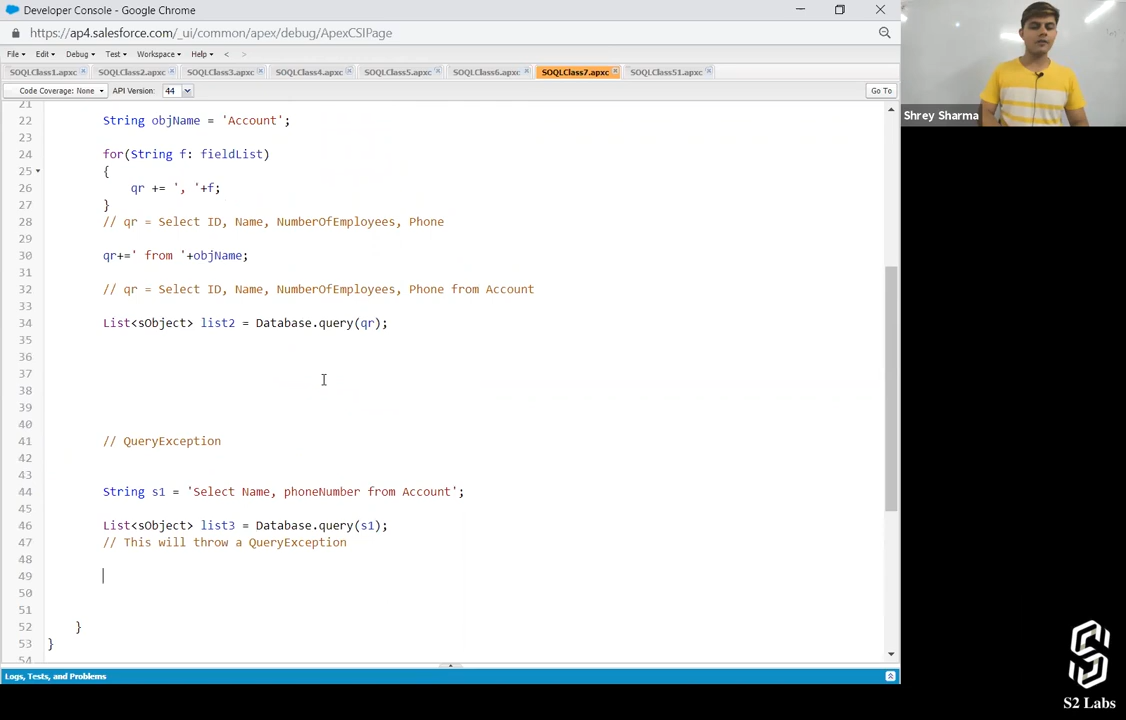 Developer Console - Google Chrome
https://ap4.salesforce.com/_ui/common/apex/debug/ApexCSIPage
File Edit Debug Test Workspace Help < >
SOQLClass1.apxc SOQLClass2.apxc SOQLClass3.apxc SOQLClass4.apxc SOQLClass5.apxc SOQLClass6.apxc SOQLClass7.apxc SOQLClass51.apxc
Code Coverage: None API Version: 44 Go To
21
22 String objName = 'Account';
23
24 for(String f: fieldList)
25 {
26 qr += ', '+f;
27 }
28 // qr = Select ID, Name, NumberOfEmployees, Phone
29
30 qr+=' from '+objName;
31
32 // qr = Select ID, Name, NumberOfEmployees, Phone from Account
33
34 List<sObject> list2 = Database.query(qr);
35
36
37
38
39
40
41 // QueryException
42
43
44 String s1 = 'Select Name, phoneNumber from Account';
45
46 List<sObject> list3 = Database.query(s1);
47 // This will throw a QueryException
48
49
50
51
52 }
53 }
54
Logs, Tests, and Problems
Shrey Sharma
S2 Labs